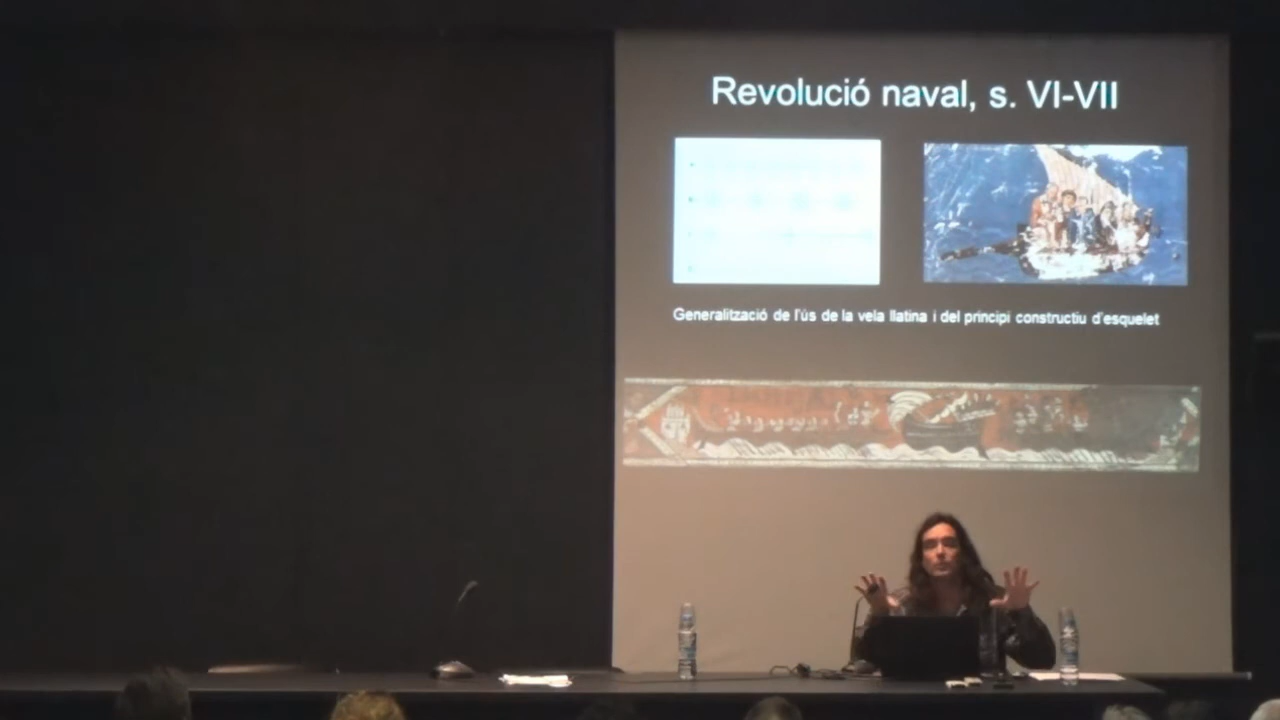 Revolució naval, s. VI-VII
Generalització de l'ús de la vela llatina i del principi constructiu d'esquelet